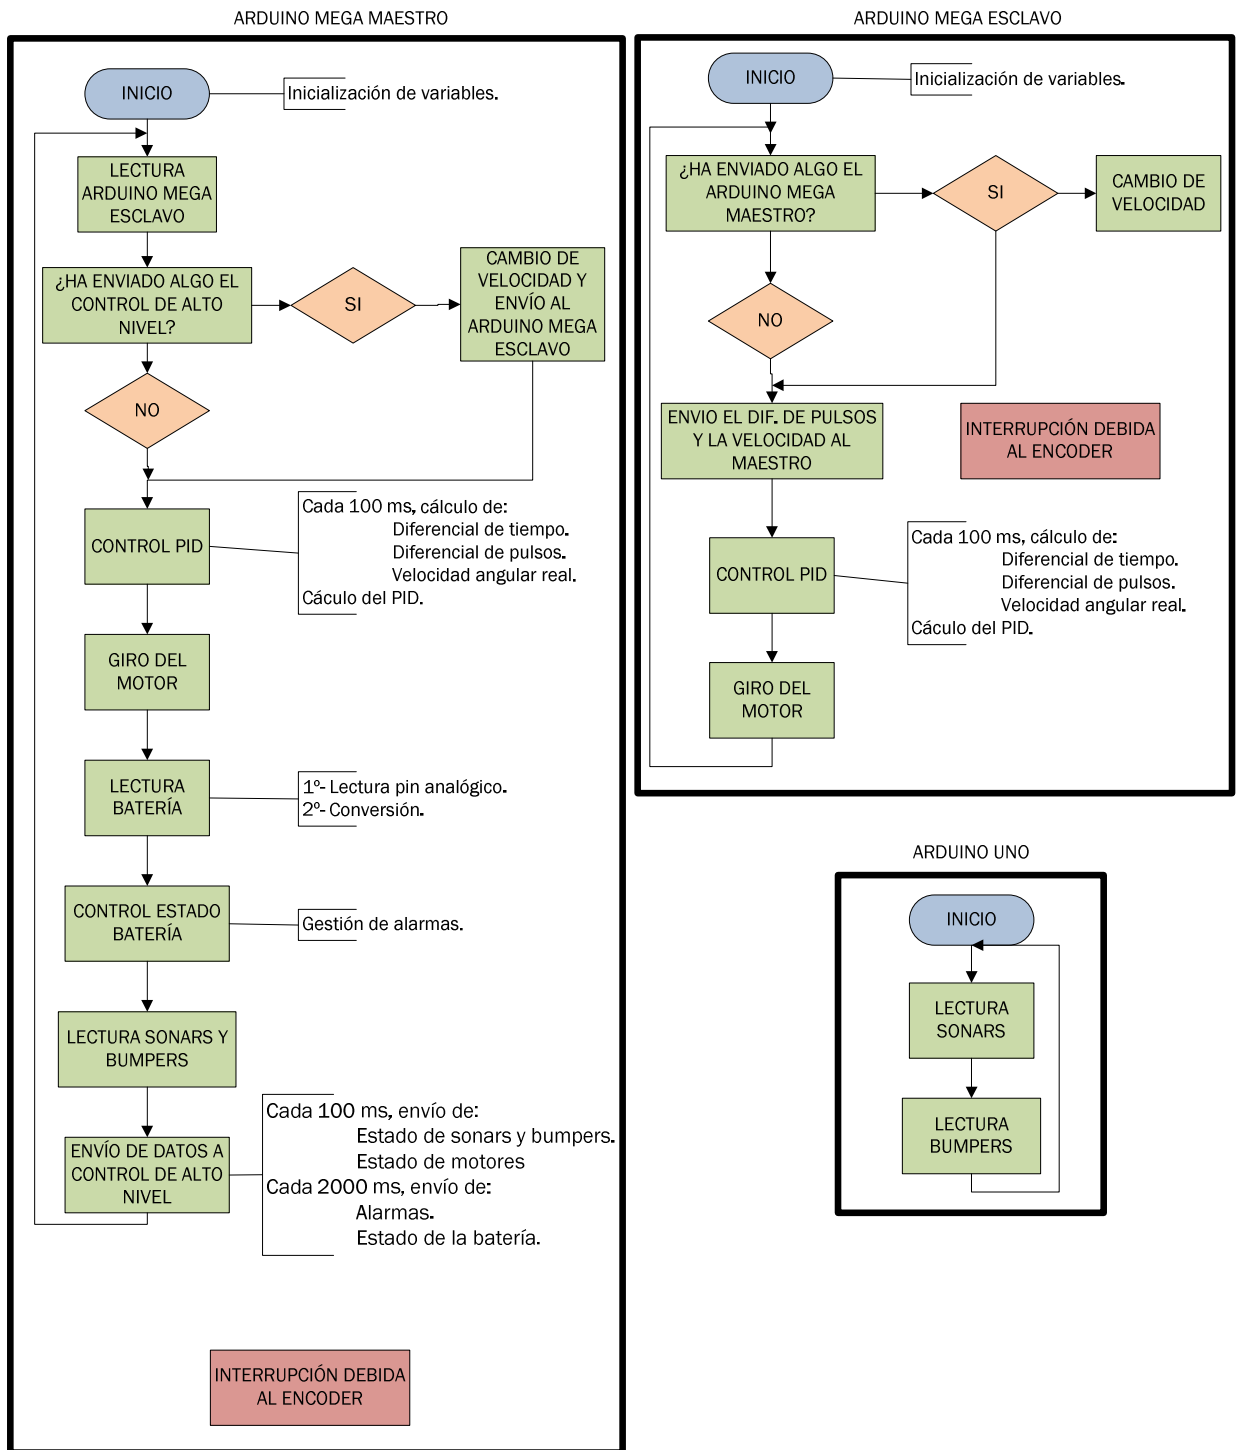 ARDUINO MEGA MAESTRO
INICIO
Inicialización de variables.
LECTURA
ARDUINO MEGA
ESCLAVO
¿HA ENVIADO ALGO EL
CONTROL DE ALTO
NIVEL?
SI
CAMBIO DE
VELOCIDAD Y
ENVÍO AL
ARDUINO MEGA
ESCLAVO
NO
CONTROL PID
Cada 100 ms, cálculo de:
Diferencial de tiempo.
Diferencial de pulsos.
Velocidad angular real.
Cáculo del PID.
GIRO DEL
MOTOR
LECTURA
BATERÍA
1º- Lectura pin analógico.
2º- Conversión.
CONTROL ESTADO
BATERÍA
Gestión de alarmas.
LECTURA SONARS Y
BUMPERS
ENVÍO DE DATOS A
CONTROL DE ALTO
NIVEL
Cada 100 ms, envío de:
Estado de sonars y bumpers.
Estado de motores
Cada 2000 ms, envío de:
Alarmas.
Estado de la batería.
INTERRUPCIÓN DEBIDA
AL ENCODER
ARDUINO MEGA ESCLAVO
INICIO
Inicialización de variables.
¿HA ENVIADO ALGO EL
ARDUINO MEGA
MAESTRO?
SI
CAMBIO DE
VELOCIDAD
NO
ENVIO EL DIF. DE PULSOS
Y LA VELOCIDAD AL
MAESTRO
INTERRUPCIÓN DEBIDA
AL ENCODER
CONTROL PID
Cada 100 ms, cálculo de:
Diferencial de tiempo.
Diferencial de pulsos.
Velocidad angular real.
Cáculo del PID.
GIRO DEL
MOTOR
ARDUINO UNO
INICIO
LECTURA
SONARS
LECTURA
BUMPERS